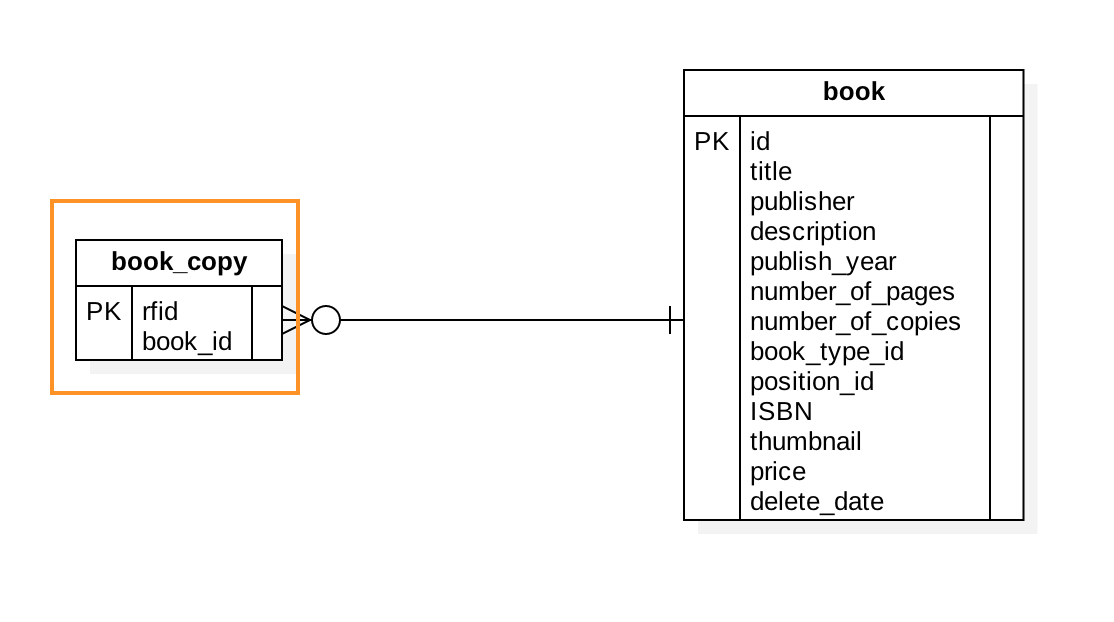 book
PK id
title
publisher
description
publish_year
number_of_pages
number_of_copies
book_type_id
position_id
ISBN
thumbnail
price
delete_date
book_copy
PK rfid
book_id